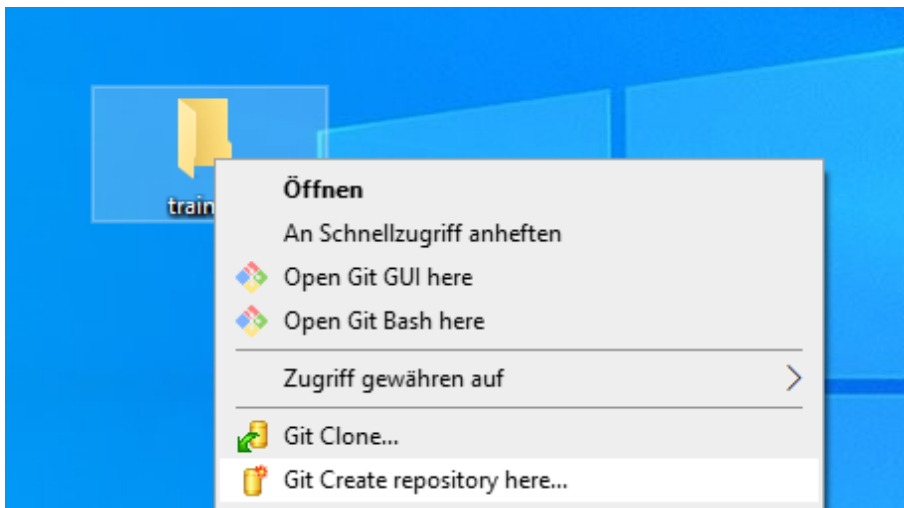 train
Öffnen
An Schnellzugriff anheften
Open Git GUI here
Open Git Bash here
Zugriff gewähren auf
Git Clone...
Git Create repository here...